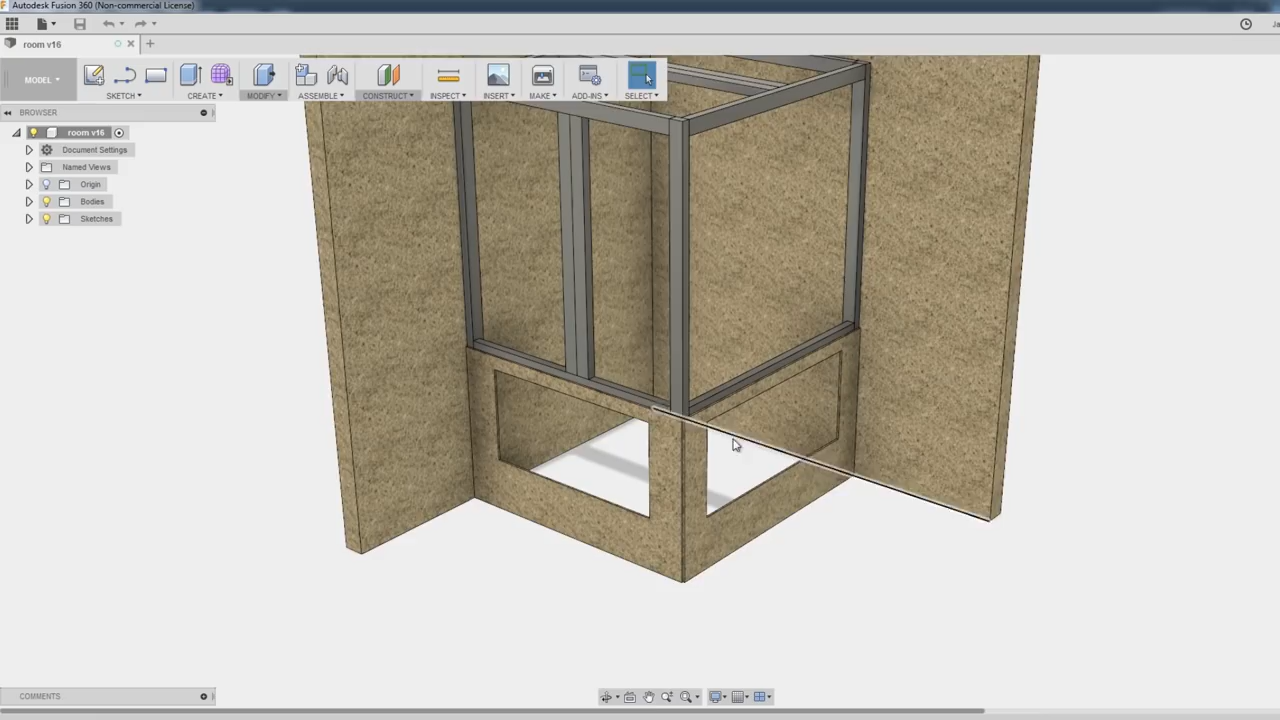 Autodesk Fusion 360 (Non-commercial License)
room v16
MODEL
SKETCH
CREATE
MODIFY
ASSEMBLE
CONSTRUCT
INSPECT
INSERT
MAKE
ADD-INS
SELECT
BROWSER
room v16
Document Settings
Named Views
Origin
Bodies
Sketches
COMMENTS